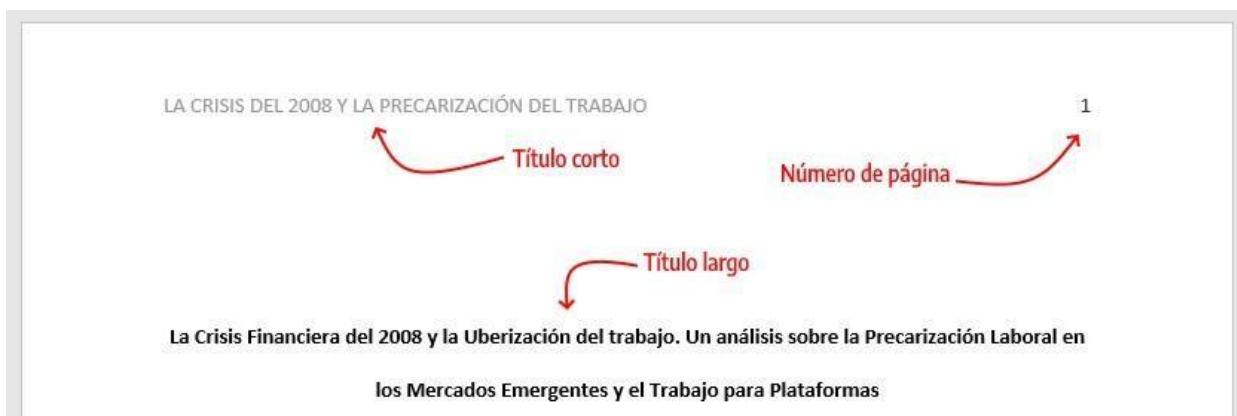 LA CRISIS DEL 2008 Y LA PRECARIZACIÓN DEL TRABAJO 1
Título corto
Número de página
Título largo
La Crisis Financiera del 2008 y la Uberización del trabajo. Un análisis sobre la Precarización Laboral en
los Mercados Emergentes y el Trabajo para Plataformas